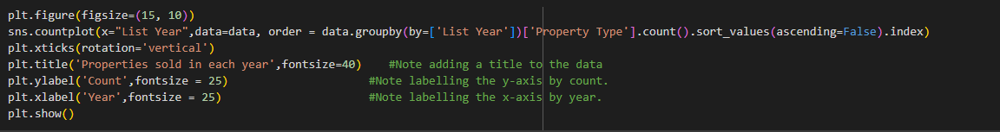 plt.figure(figsize=(15, 10))
sns.countplot(x="List Year",data=data, order = data.groupby(by=['List Year'])['Property Type'].count().sort_values(ascending=False).index)
plt.xticks(rotation='vertical')
plt.title('Properties sold in each year',fontsize=40)    #Note adding a title to the data
plt.ylabel('Count',fontsize = 25)                     #Note labelling the y-axis by count.
plt.xlabel('Year',fontsize = 25)                      #Note labelling the x-axis by year.
plt.show()